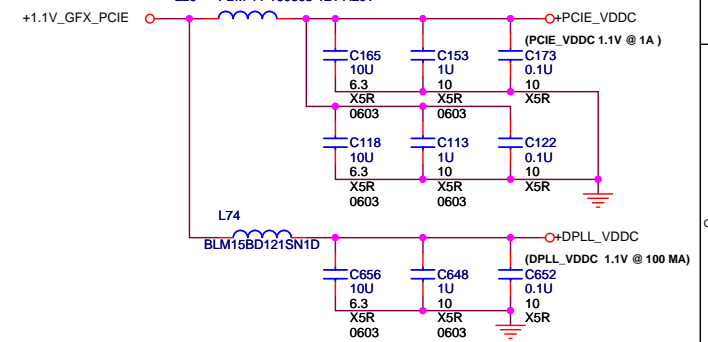 +1.1V_GFX_PCIE
+PCIE_VDDC
(PCIE_VDDC 1.1V @ 1A )
C165
10U
6.3
X5R
0603
C153
1U
10
X5R
0603
C173
0.1U
10
X5R
C118
10U
6.3
X5R
0603
C113
1U
10
X5R
0603
C122
0.1U
10
X5R
L74
BLM15BD121SN1D
+DPLL_VDDC
(DPLL_VDDC 1.1V @ 100 MA)
C656
10U
6.3
X5R
0603
C648
1U
10
X5R
0603
C652
0.1U
10
X5R